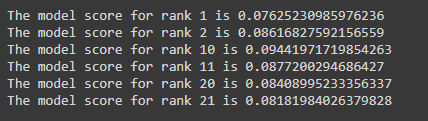 The model score for rank 1 is 0.07625230985976236
The model score for rank 2 is 0.08616827592156559
The model score for rank 10 is 0.09441971719854263
The model score for rank 11 is 0.0877200294686427
The model score for rank 20 is 0.08408995233356337
The model score for rank 21 is 0.08181984026379828